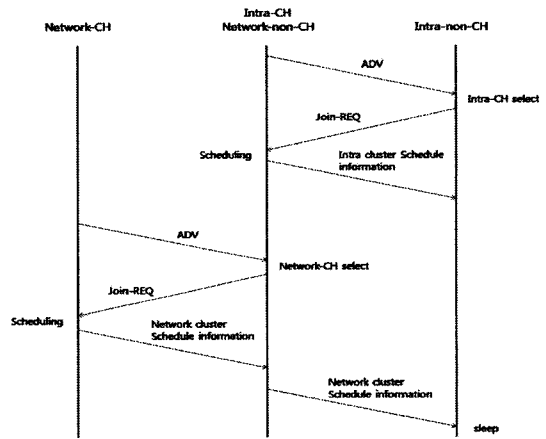 Intra-CH
Network-CH
Network-non-CH
Intra-non-CH
ADV
Intra-CH select
Join-REQ
Scheduling
Intra cluster Schedule
information
ADV
Network-CH select
Join-REQ
Scheduling
Network cluster
Schedule information
Network cluster
Schedule information
sleep